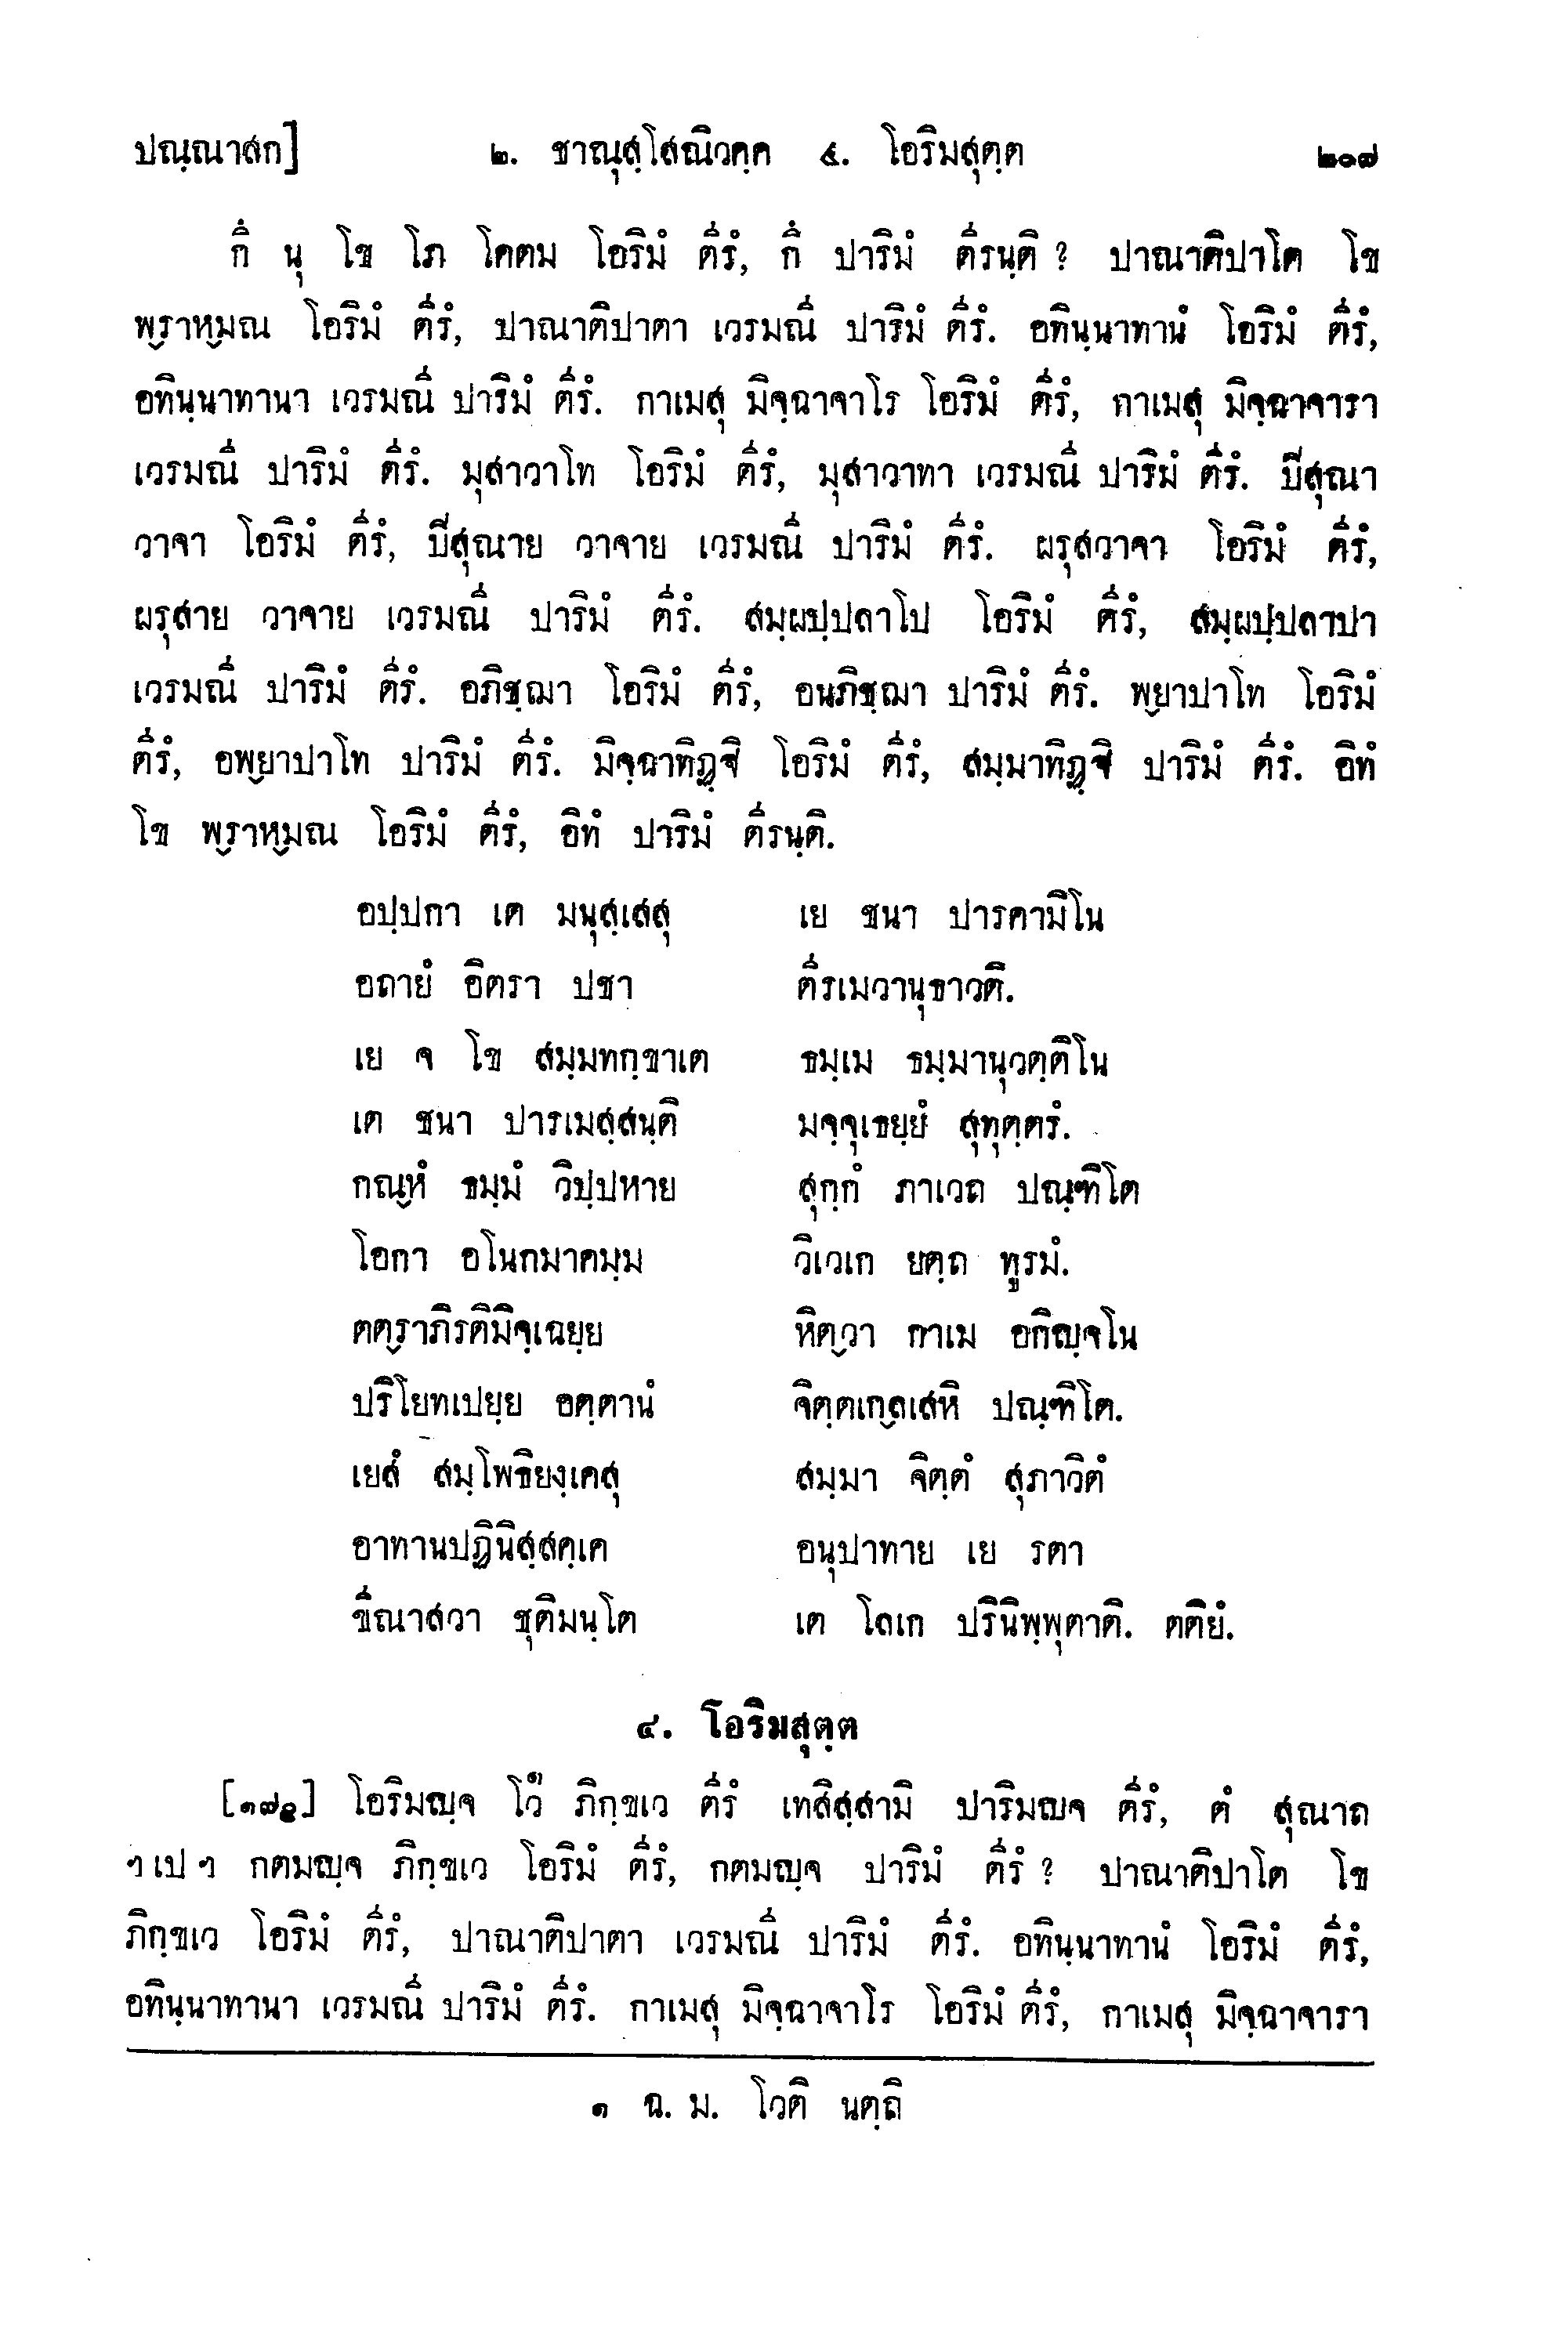 ปณฺณาสก]	๒. ชาณุสฺโสณิวคฺค ๔. โอริมสุตฺต	๒๐๗
กึ นุ โข โภ โคตม โอริมํ ตีรํ, กึ ปาริมํ ตีรนฺติ ? ปาณาติปาโต โข
พฺราหฺมณ โอริมํ ตีรํ, ปาณาติปาตา เวรมณี ปาริมํ ตีรํ. อทินฺนาทานํ โอริมํ ตีรํ,
อทินฺนาทานา เวรมณี ปาริมํ ตีรํ. กาเมสุ มิจฺฉาจาโร โอริมํ ตีรํ, กาเมสุ มิจฺฉาจารา
เวรมณี ปาริมํ ตีรํ. มุสาวาโท โอริมํ ตีรํ, มุสาวาทา เวรมณี ปาริมํ ตีรํ. ปิสุณา
วาจา โอริมํ ตีรํ, ปิสุณาย วาจาย เวรมณี ปาริมํ ตีรํ. ผรุสวาจา โอริมํ ตีรํ,
ผรุสาย วาจาย เวรมณี ปาริมํ ตีรํ. สมฺผปฺปลาโป โอริมํ ตีรํ, สมฺผปฺปลาปา
เวรมณี ปาริมํ ตีรํ. อภิชฺฌา โอริมํ ตีรํ, อนภิชฺฌา ปาริมํ ตีรํ. พฺยาปาโท โอริมํ
ตีรํ, อพฺยาปาโท ปาริมํ ตีรํ. มิจฺฉาทิฏฺฐิ โอริมํ ตีรํ, สมฺมาทิฏฺฐิ ปาริมํ ตีรํ. อิทํ
โข พฺราหฺมณ โอริมํ ตีรํ, อิทํ ปาริมํ ตีรนฺติ.
อปฺปกา เต มนุสฺเสสุ	เย ชนา ปารคามิโน
อถายํ อิตรา ปชา	ตีรเมวานุธาวติ.
เย จ โข สมฺมทกฺขาเต	ธมฺเม ธมฺมานุวตฺติโน
เต ชนา ปารเมสฺสนฺติ	มจฺจุเธยฺยํ สุทุตฺตรํ.
กณฺหํ ธมฺมํ วิปฺปหาย	สุกฺกํ ภาเวถ ปณฺฑิโต
โอกา อโนกมาคมฺม	วิเวเก ยตฺถ ทูรมํ.
ตตฺราภิรติมิจฺเฉยฺย	หิตฺวา กาเม อกิญฺจโน
ปริโยทเปยฺย อตฺตานํ	จิตฺตเกฺลเสหิ ปณฺฑิโต.
เยสํ สมฺโพธิยงฺเคสุ	สมฺมา จิตฺตํ สุภาวิตํ
อาทานปฏินิสฺสคฺเค	อนุปาทาย เย รตา
ขีณาสวา ชุติมนฺโต	เต โลเก ปรินิพฺพุตาติ. ตติยํ.
๔. โอริมสุตฺต
[๑๗๑] โอริมญฺจ โว๑ ภิกฺขเว ตีรํ เทสิสฺสามิ ปาริมญฺจ ตีรํ, ตํ สุณาถ
ฯเปฯ กตมญฺจ ภิกฺขเว โอริมํ ตีรํ, กตมญฺจ ปาริมํ ตีรํ ? ปาณาติปาโต โข
ภิกฺขเว โอริมํ ตีรํ, ปาณาติปาตา เวรมณี ปาริมํ ตีรํ. อทินฺนาทานํ โอริมํ ตีรํ,
อทินฺนาทานา เวรมณี ปาริมํ ตีรํ. กาเมสุ มิจฺฉาจาโร โอริมํ ตีรํ, กาเมสุ มิจฺฉาจารา
๑ ฉ. ม. โวติ นตฺถิ